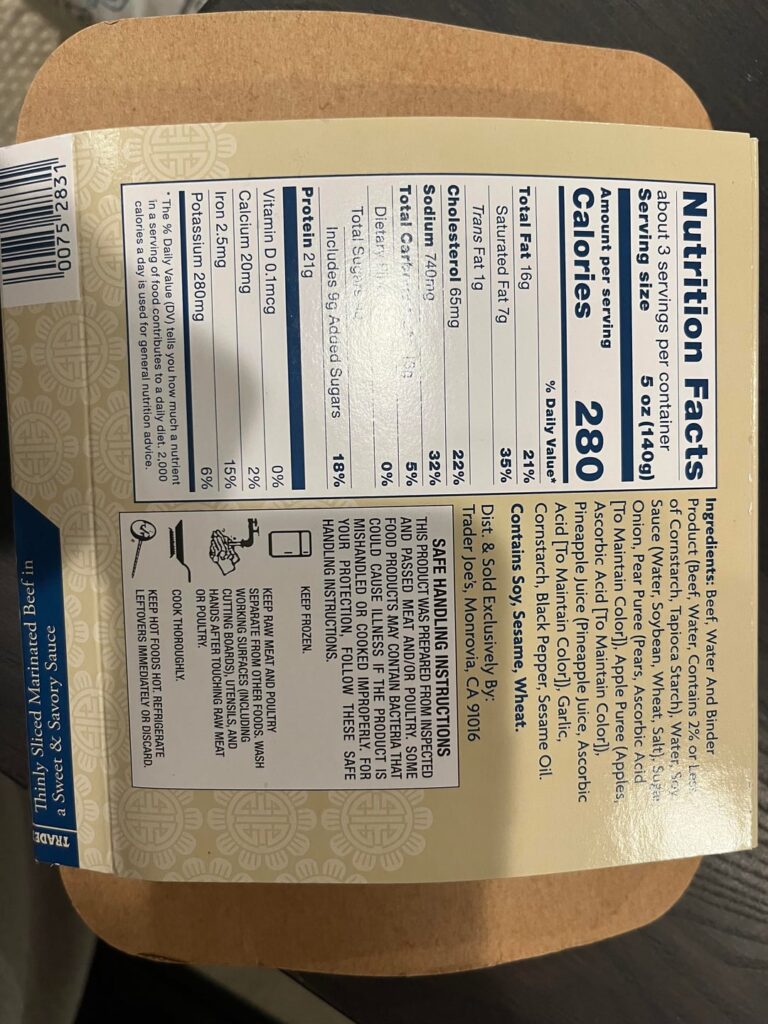 Nutrition Facts
about 3 servings per container
Serving size 5 oz (140g)
Amount per serving
Calories 280
% Daily Value*
Total Fat 16g 21%
Saturated Fat 7g 35%
Trans Fat 1g
Cholesterol 65mg 22%
Sodium 740mg 32%
Total 13g 5%
Dietary 0%
Total Sugars
Includes 9g Added Sugars 18%
Protein 21g
Vitamin D 0.1mcg 0%
Calcium 20mg 2%
Iron 2.5mg 15%
Potassium 280mg 6%
* The % Daily Value (DV) tells you how much a nutrient
in a serving of food contributes to a daily diet. 2,000
calories a day is used for general nutrition advice.
Ingredients: Beef, Water And Binder
Product (Beef, Water, Contains 2% or Less
of Cornstarch, Tapioca Starch), Water, Soy
Sauce (Water, Soybean, Wheat, Salt), Sugar,
Onion, Pear Puree (Pears, Ascorbic Acid
[To Maintain Color]), Apple Puree (Apples,
Ascorbic Acid [To Maintain Color]),
Pineapple Juice (Pineapple Juice, Ascorbic
Acid [To Maintain Color]), Garlic,
Cornstarch, Black Pepper, Sesame Oil.
Contains Soy, Sesame, Wheat.
Dist. & Sold Exclusively By:
Trader Joe's, Monrovia, CA 91016
SAFE HANDLING INSTRUCTIONS
THIS PRODUCT WAS PREPARED FROM INSPECTED
AND PASSED MEAT AND/OR POULTRY. SOME
FOOD PRODUCTS MAY CONTAIN BACTERIA THAT
COULD CAUSE ILLNESS IF THE PRODUCT IS
MISHANDLED OR COOKED IMPROPERLY. FOR
YOUR PROTECTION, FOLLOW THESE SAFE
HANDLING INSTRUCTIONS.
KEEP FROZEN.
KEEP RAW MEAT AND POULTRY
SEPARATE FROM OTHER FOODS. WASH
WORKING SURFACES (INCLUDING
CUTTING BOARDS), UTENSILS, AND
HANDS AFTER TOUCHING RAW MEAT
OR POULTRY.
COOK THOROUGHLY.
KEEP HOT FOODS HOT. REFRIGERATE
LEFTOVERS IMMEDIATELY OR DISCARD.
0075 2831
Thinly Sliced Marinated Beef in
a Sweet & Savory Sauce
TRADE